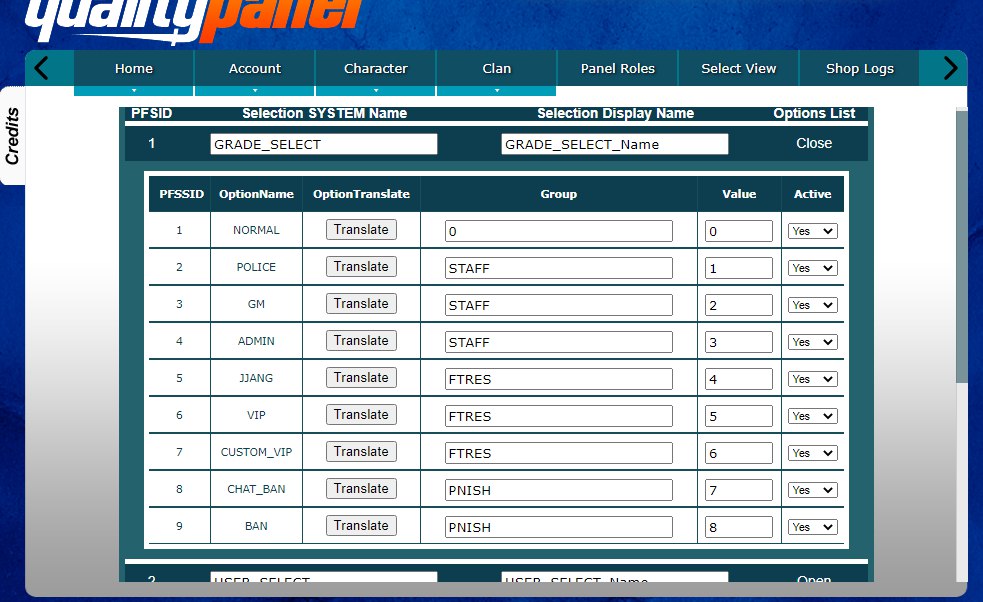 qualitypanel
Home Account Character Clan Panel Roles Select View Shop Logs
Credits
PFSID Selection SYSTEM Name Selection Display Name Options List
1 GRADE_SELECT GRADE_SELECT_Name Close
PFSSID OptionName OptionTranslate Group Value Active
1 NORMAL Translate 0 0 Yes
2 POLICE Translate STAFF 1 Yes
3 GM Translate STAFF 2 Yes
4 ADMIN Translate STAFF 3 Yes
5 JJANG Translate FTRES 4 Yes
6 VIP Translate FTRES 5 Yes
7 CUSTOM_VIP Translate FTRES 6 Yes
8 CHAT_BAN Translate PNISH 7 Yes
9 BAN Translate PNISH 8 Yes
2 USER_SELECT USER_SELECT_Name Open